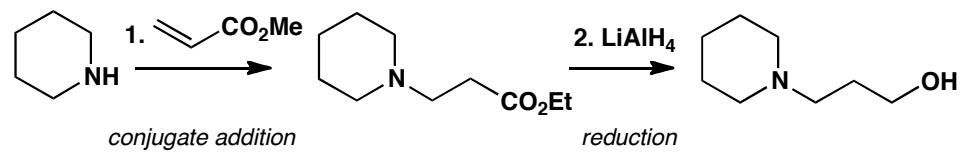 1. CO2Me
NH
conjugate addition
N
CO2Et
2. LiAlH4
reduction
N
OH